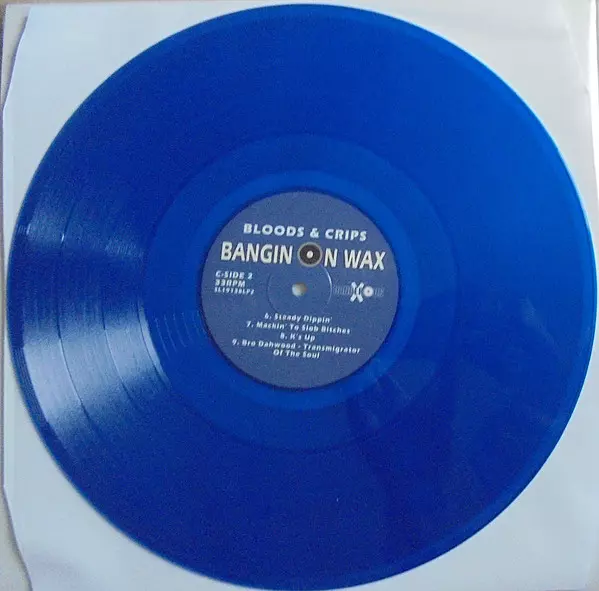 BLOODS & CRIPS
BANGIN ON WAX
C-SIDE 2
33RPM
6. Steady Dippin'
7. Mackin' To Slob Bitches
8. K's Up
9. Bro Dahwood - Transmigrator
Of The Soul